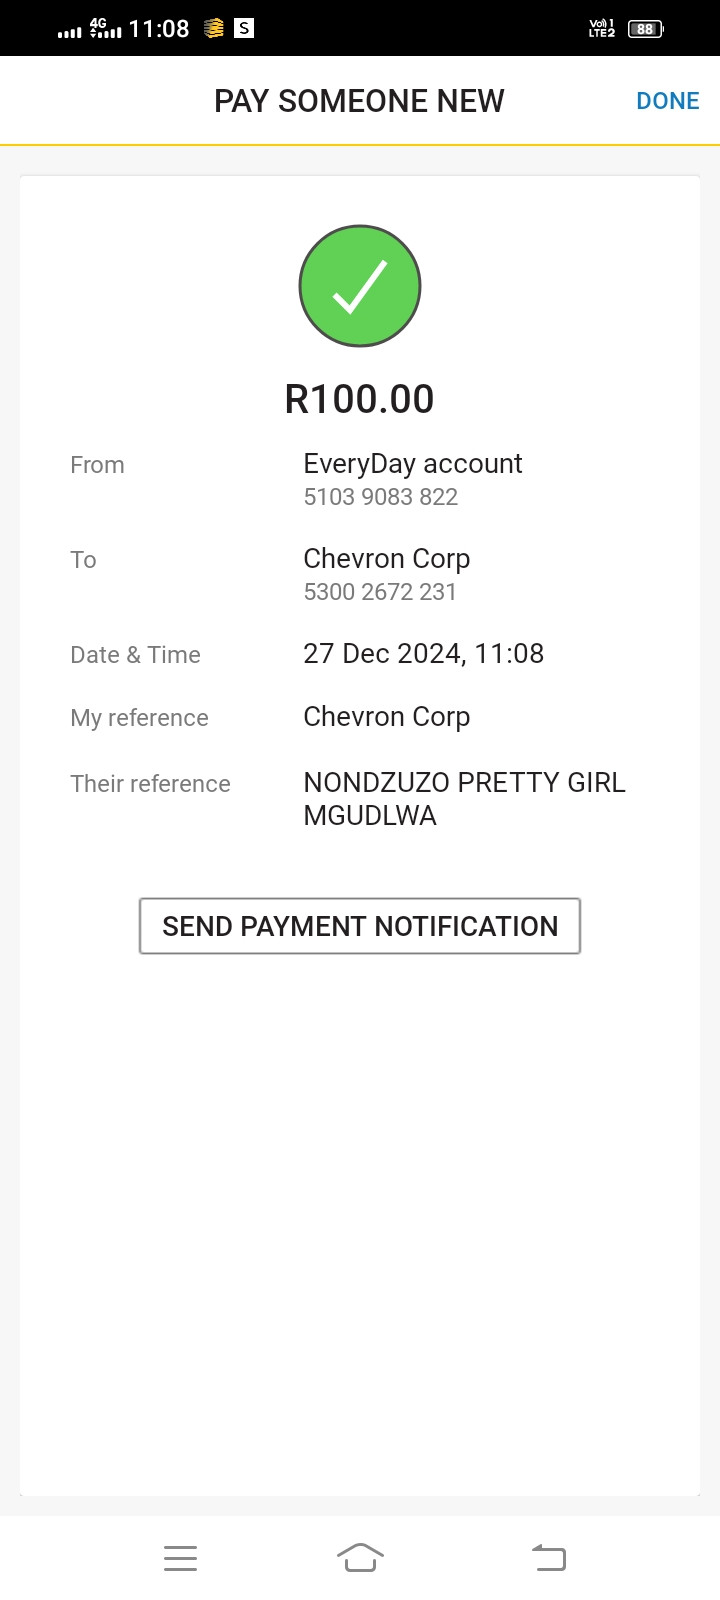 4G 11:08 S Vo) 1 LTE2 88
PAY SOMEONE NEW DONE
R100.00
From EveryDay account
5103 9083 822
To Chevron Corp
5300 2672 231
Date & Time 27 Dec 2024, 11:08
My reference Chevron Corp
Their reference NONDZUZO PRETTY GIRL
MGUDLWA
SEND PAYMENT NOTIFICATION